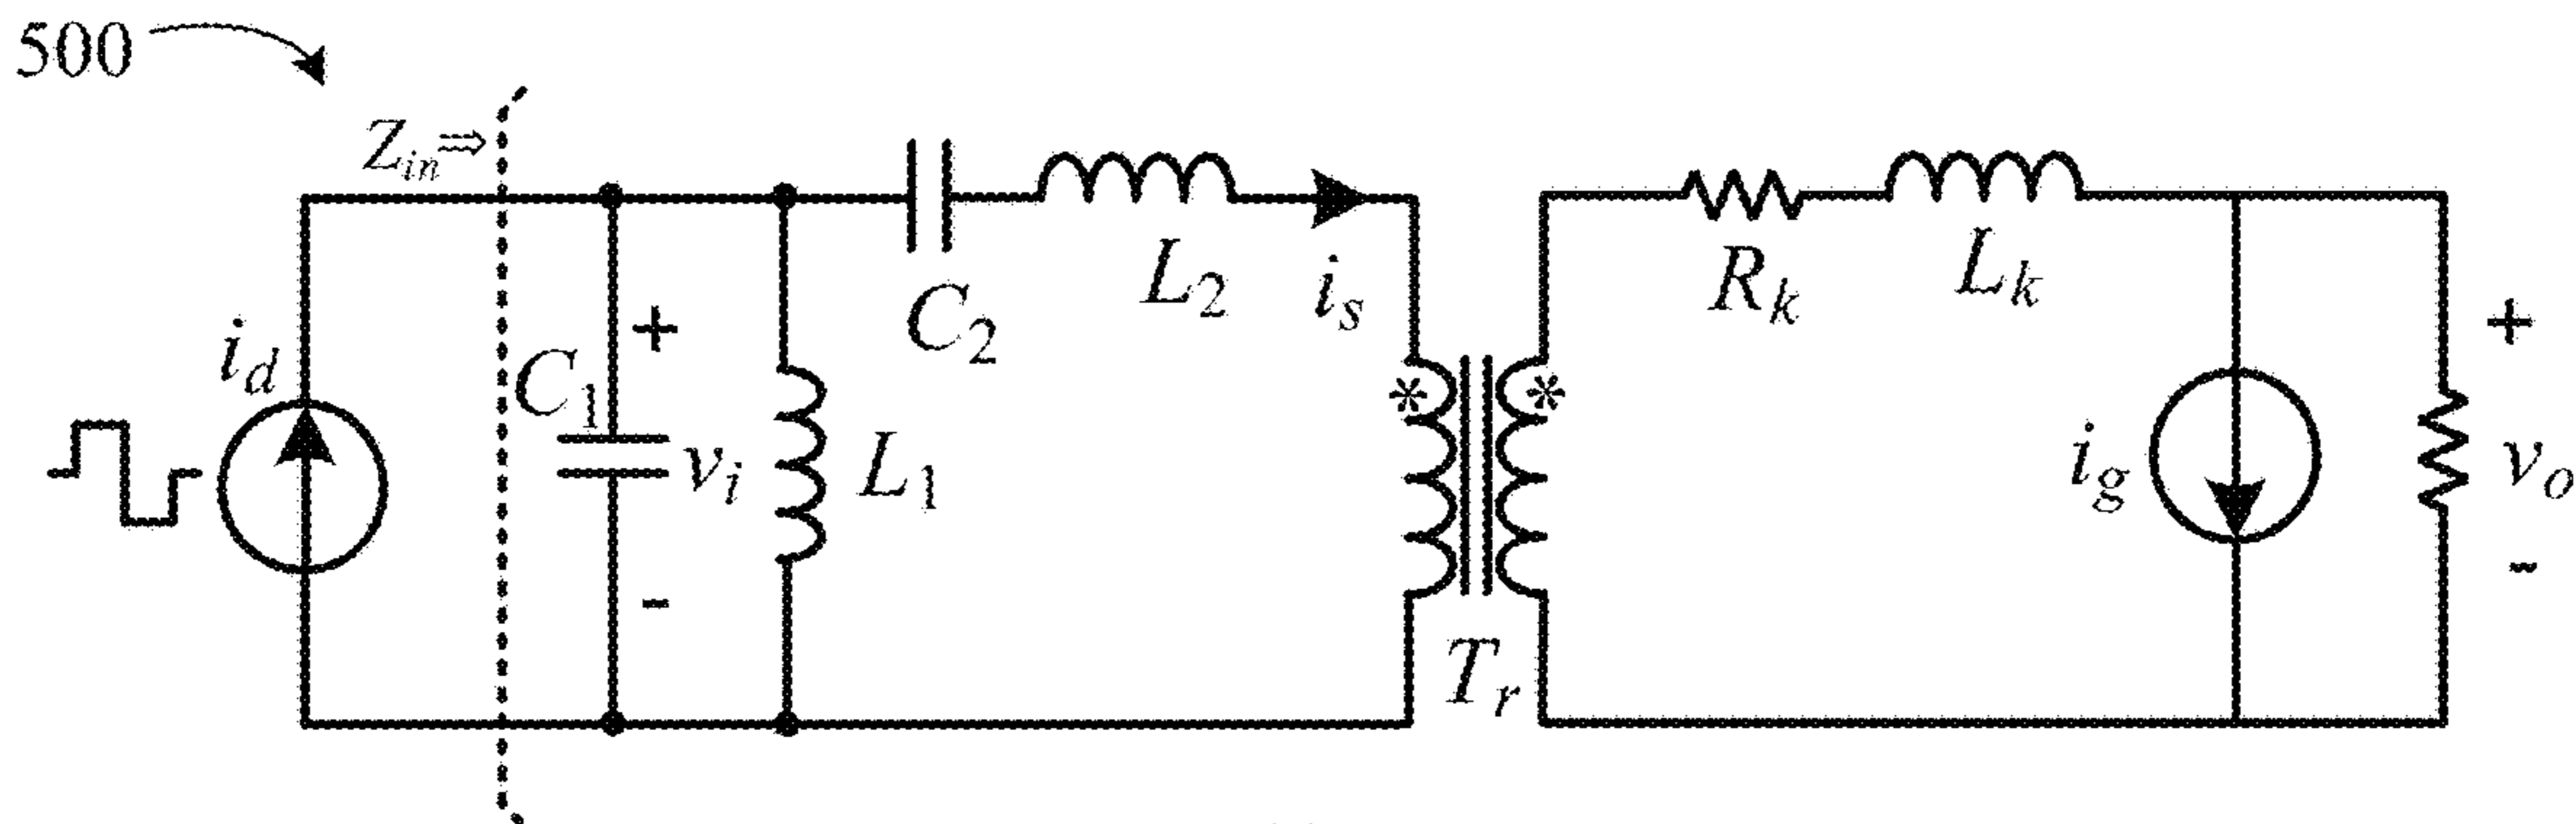 500
Z_in ⇒
i_d
C_1
+
v_i
-
L_1
C_2
L_2
i_s
*
*
T_r
R_k
L_k
i_g
+
v_o
-